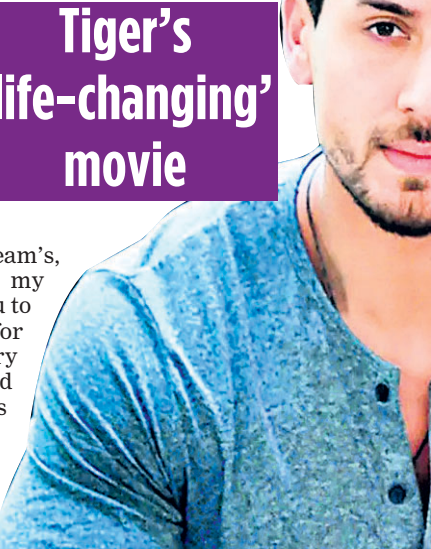 Tiger’s
life-changing’
movie
eam’s,
my
u to
for
ry
d
s